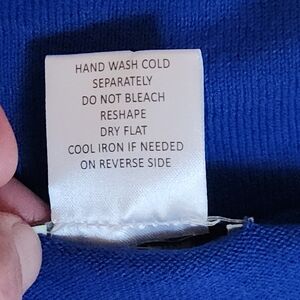 HAND WASH COLD
SEPARATELY
DO NOT BLEACH
RESHAPE
DRY FLAT
COOL IRON IF NEEDED
ON REVERSE SIDE